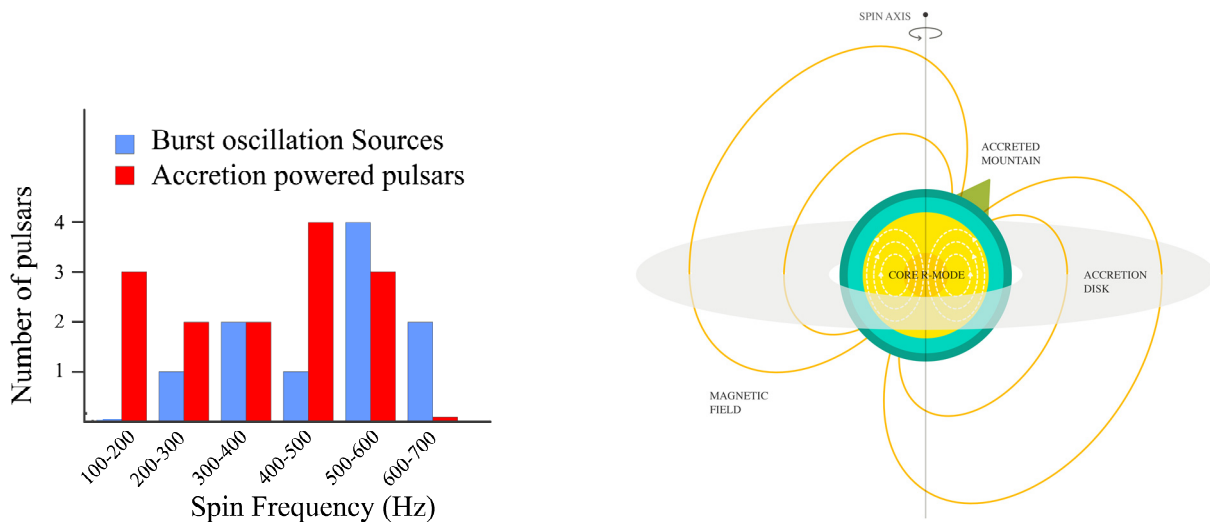 Burst oscillation Sources
Accretion powered pulsars
Number of pulsars
4
3
2
1
100-200
200-300
300-400
400-500
500-600
600-700
Spin Frequency (Hz)
SPIN AXIS
ACCRETED
MOUNTAIN
CORE R-MODE
ACCRETION
DISK
MAGNETIC
FIELD